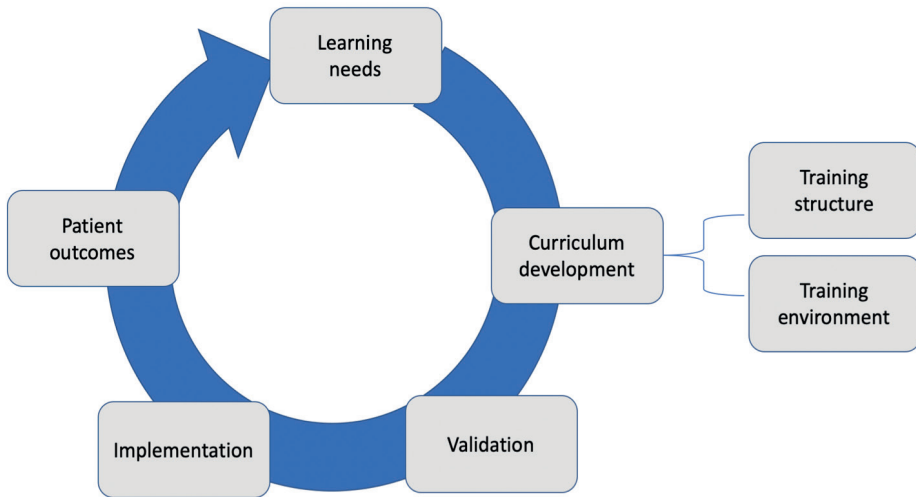 Learning
needs
Curriculum
development
Training
structure
Training
environment
Validation
Implementation
Patient
outcomes